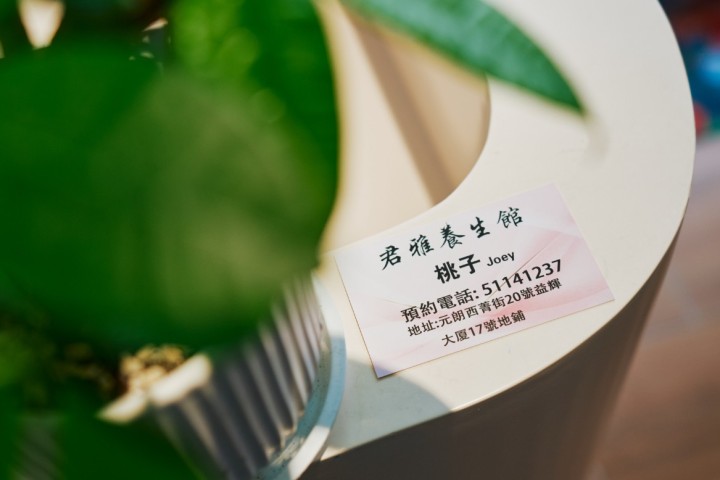 君雅養生館
桃子 Joey
預約電話: 51141237
地址:元朗西菁街20號益輝
大厦17號地鋪